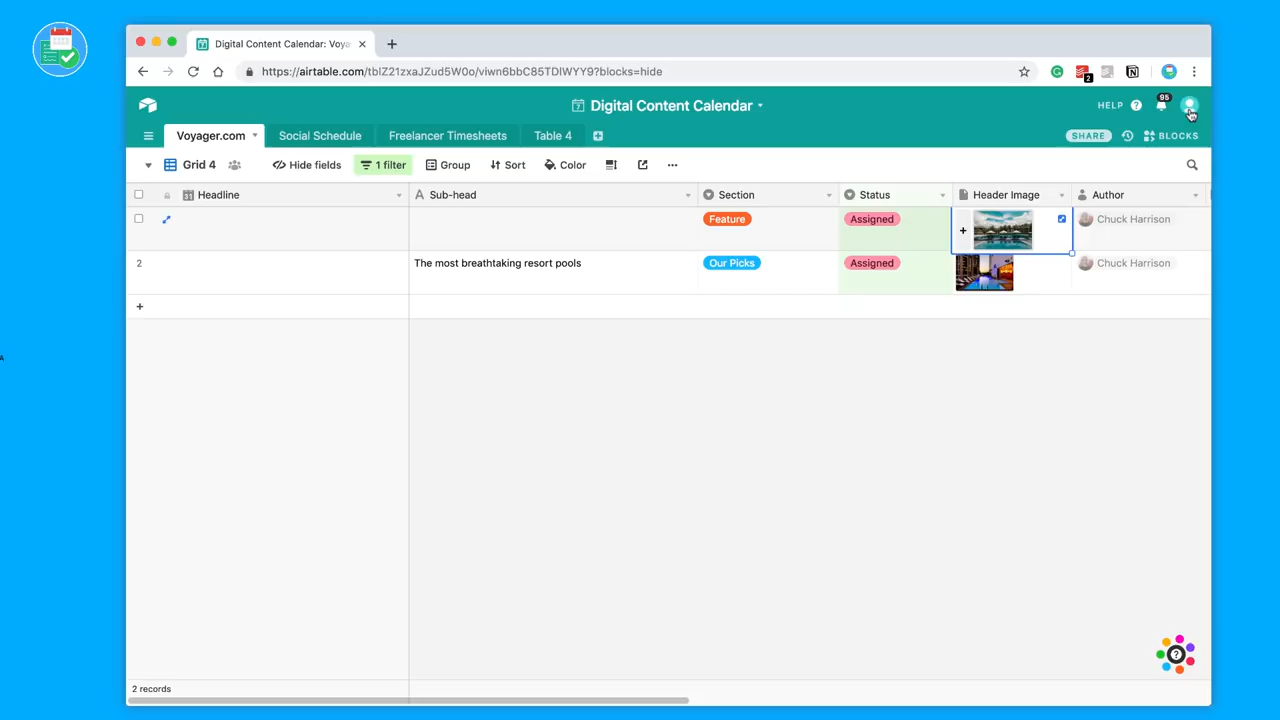 Digital Content Calendar: Voya
https://airtable.com/tblZ21zxaJZud5W0o/viwn6bbC85TDlWYY9?blocks=hide
2
Digital Content Calendar
HELP ?
95
Voyager.com
Social Schedule
Freelancer Timesheets
Table 4
SHARE
BLOCKS
Grid 4
Hide fields
1 filter
Group
Sort
Color
Headline
Sub-head
Section
Status
Header Image
Author
Feature
Assigned
Chuck Harrison
2
The most breathtaking resort pools
Our Picks
Assigned
Chuck Harrison
2 records
?
A